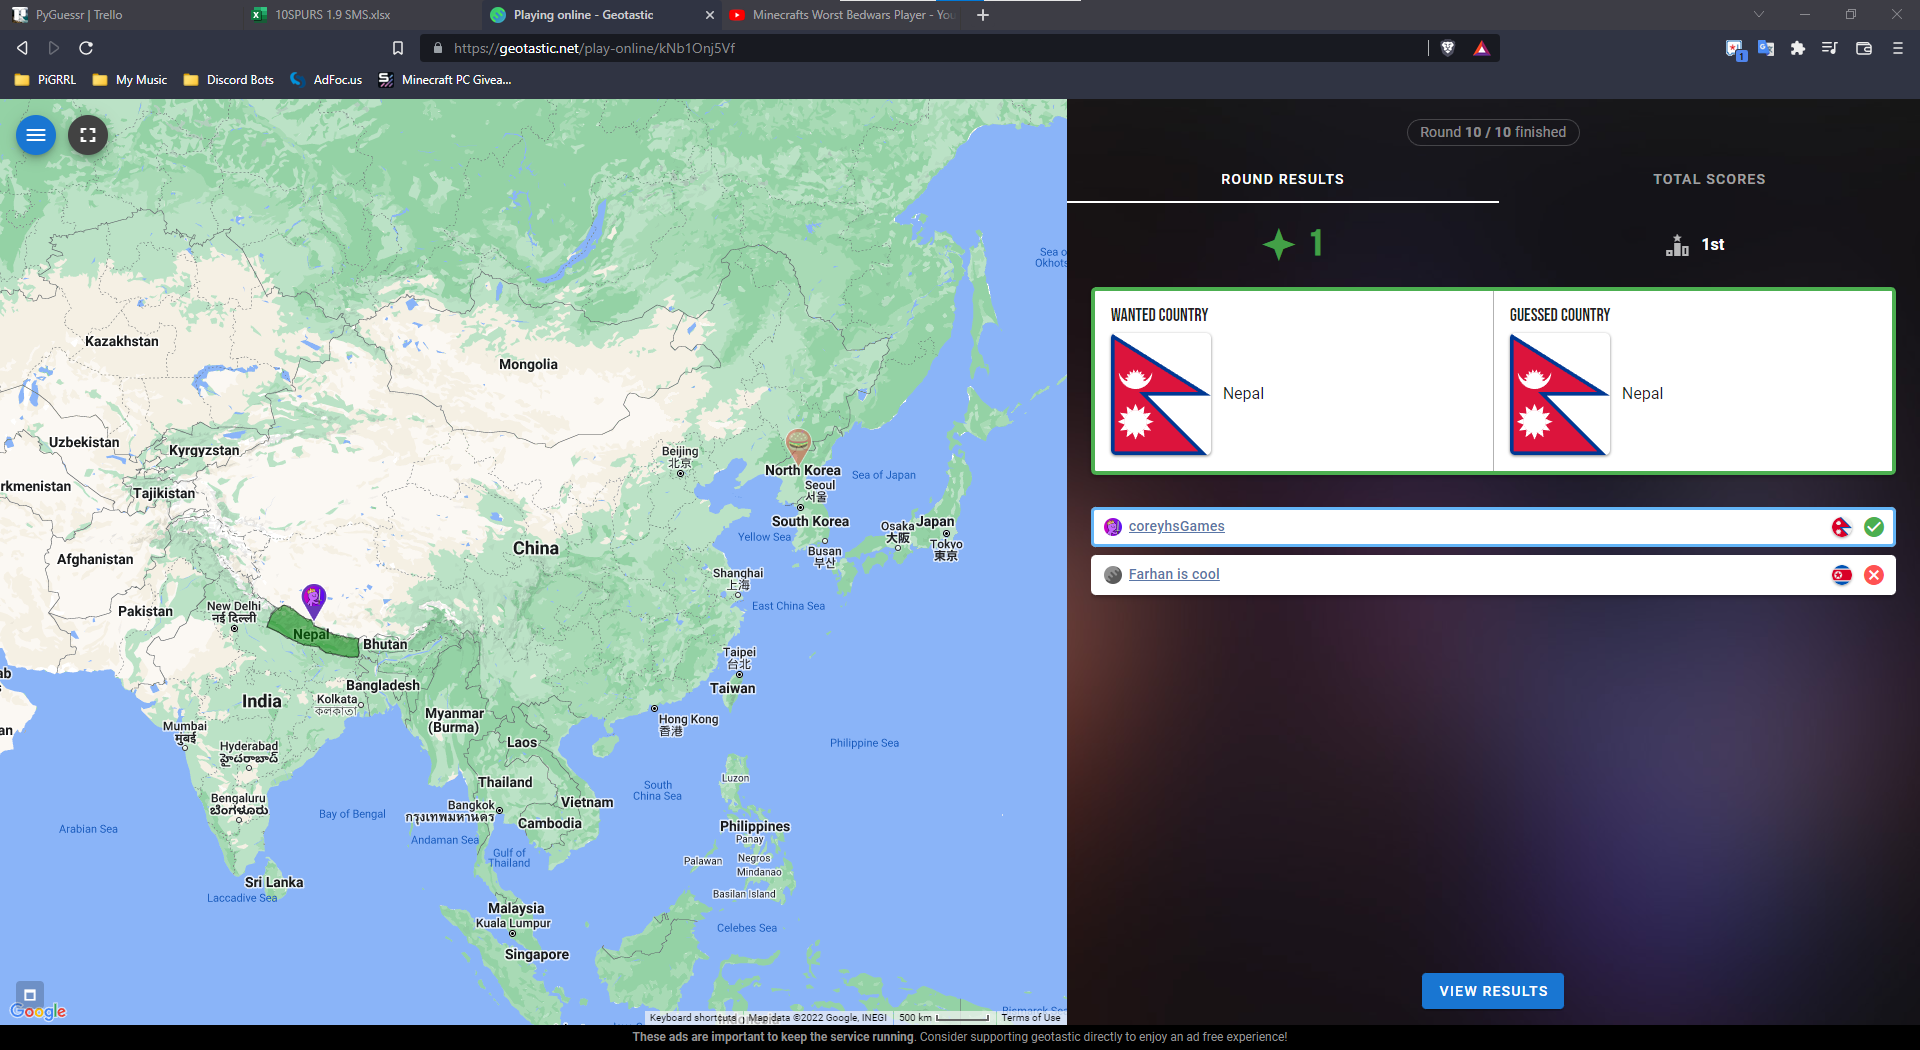 PyGuessr | Trello
10SPURS 1.9 SMS.xlsx
Playing online - Geotastic
Minecrafts Worst Bedwars Player - You
https://geotastic.net/play-online/kNb1Onj5Vf
1
PiGRRL
My Music
Discord Bots
AdFoc.us
Minecraft PC Givea...
Round 10 / 10 finished
ROUND RESULTS
TOTAL SCORES
1
1st
WANTED COUNTRY
Nepal
GUESSED COUNTRY
Nepal
coreyhsGames
Farhan is cool
VIEW RESULTS
Sea o
Okhots
Kazakhstan
Mongolia
Uzbekistan
Kyrgyzstan
Beijing
北京
North Korea
Sea of Japan
rkmenistan
Tajikistan
Seoul
서울
South Korea
Osaka
大阪
Japan
Tokyo
東京
Yellow Sea
Busan
부산
China
Afghanistan
Shanghai
上海
East China Sea
Pakistan
New Delhi
नई दिल्ली
Nepal
Bhutan
Taipei
台北
Taiwan
ab
Bangladesh
India
Kolkata
কলকাতা
Myanmar
(Burma)
Hong Kong
香港
an
Mumbai
मुंबई
Hyderabad
హైదరాబాద్
Laos
Philippine Sea
Thailand
Luzon
South
China Sea
Bengaluru
ಬೆಂಗಳೂರು
Bay of Bengal
Bangkok
กรุงเทพมหานคร
Vietnam
Cambodia
Arabian Sea
Andaman Sea
Philippines
Panay
Gulf of
Thailand
Palawan
Negros
Mindanao
Sri Lanka
Laccadive Sea
Basilan Island
Malaysia
Kuala Lumpur
Celebes Sea
Singapore
Google
Keyboard shortcuts
Map data ©2022 Google, INEGI
500 km
Terms of Use
These ads are important to keep the service running. Consider supporting geotastic directly to enjoy an ad free experience!